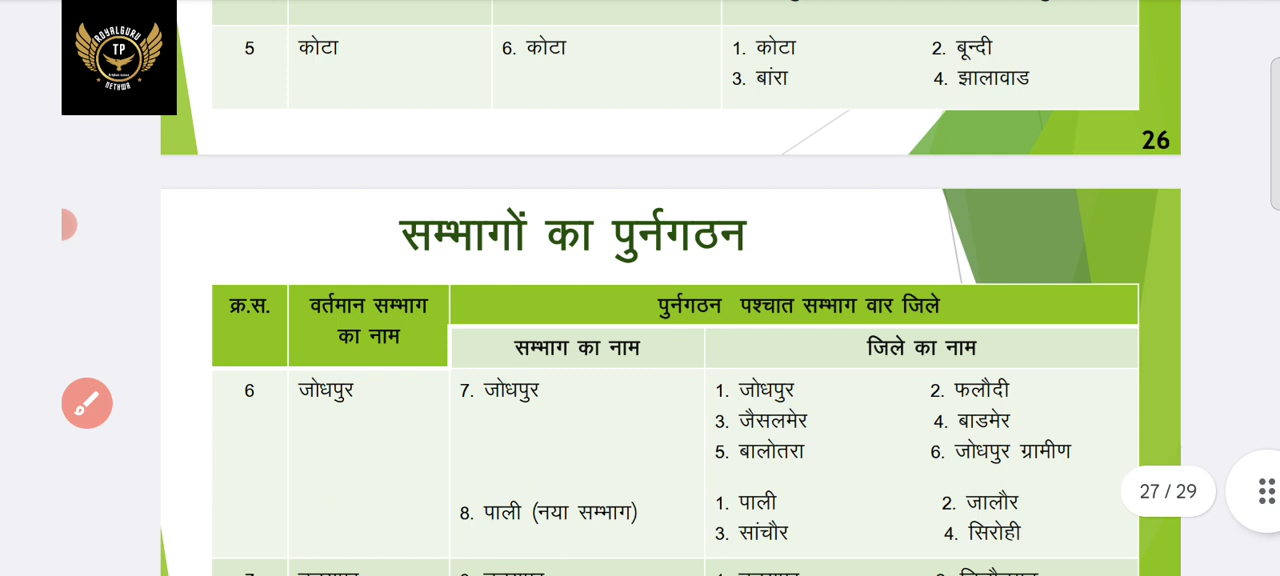 ROYALGURU
TP
NETHWA
5 कोटा 6. कोटा 1. कोटा 2. बून्दी
3. बांरा 4. झालावाड
26
सम्भागों का पुर्नगठन
क्र.स. वर्तमान सम्भाग का नाम पुर्नगठन पश्चात सम्भाग वार जिले
सम्भाग का नाम जिले का नाम
6 जोधपुर 7. जोधपुर 1. जोधपुर 2. फलौदी
3. जैसलमेर 4. बाडमेर
5. बालोतरा 6. जोधपुर ग्रामीण
8. पाली (नया सम्भाग) 1. पाली 2. जालौर
3. सांचौर 4. सिरोही
27 / 29